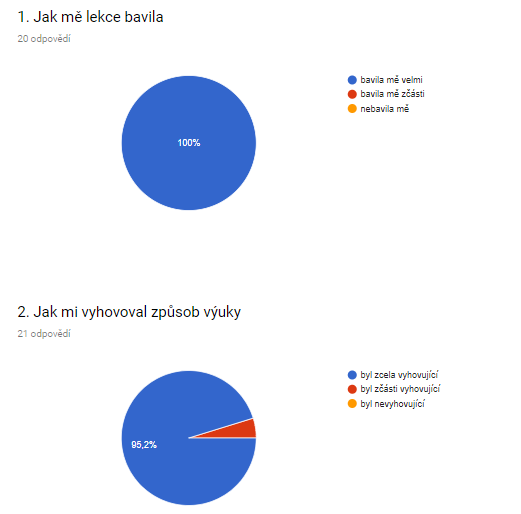 1. Jak mě lekce bavila
20 odpovědí
bavila mě velmi
bavila mě zčásti
nebavila mě
100%
2. Jak mi vyhovoval způsob výuky
21 odpovědí
byl zcela vyhovující
byl zčásti vyhovující
byl nevyhovující
95,2%